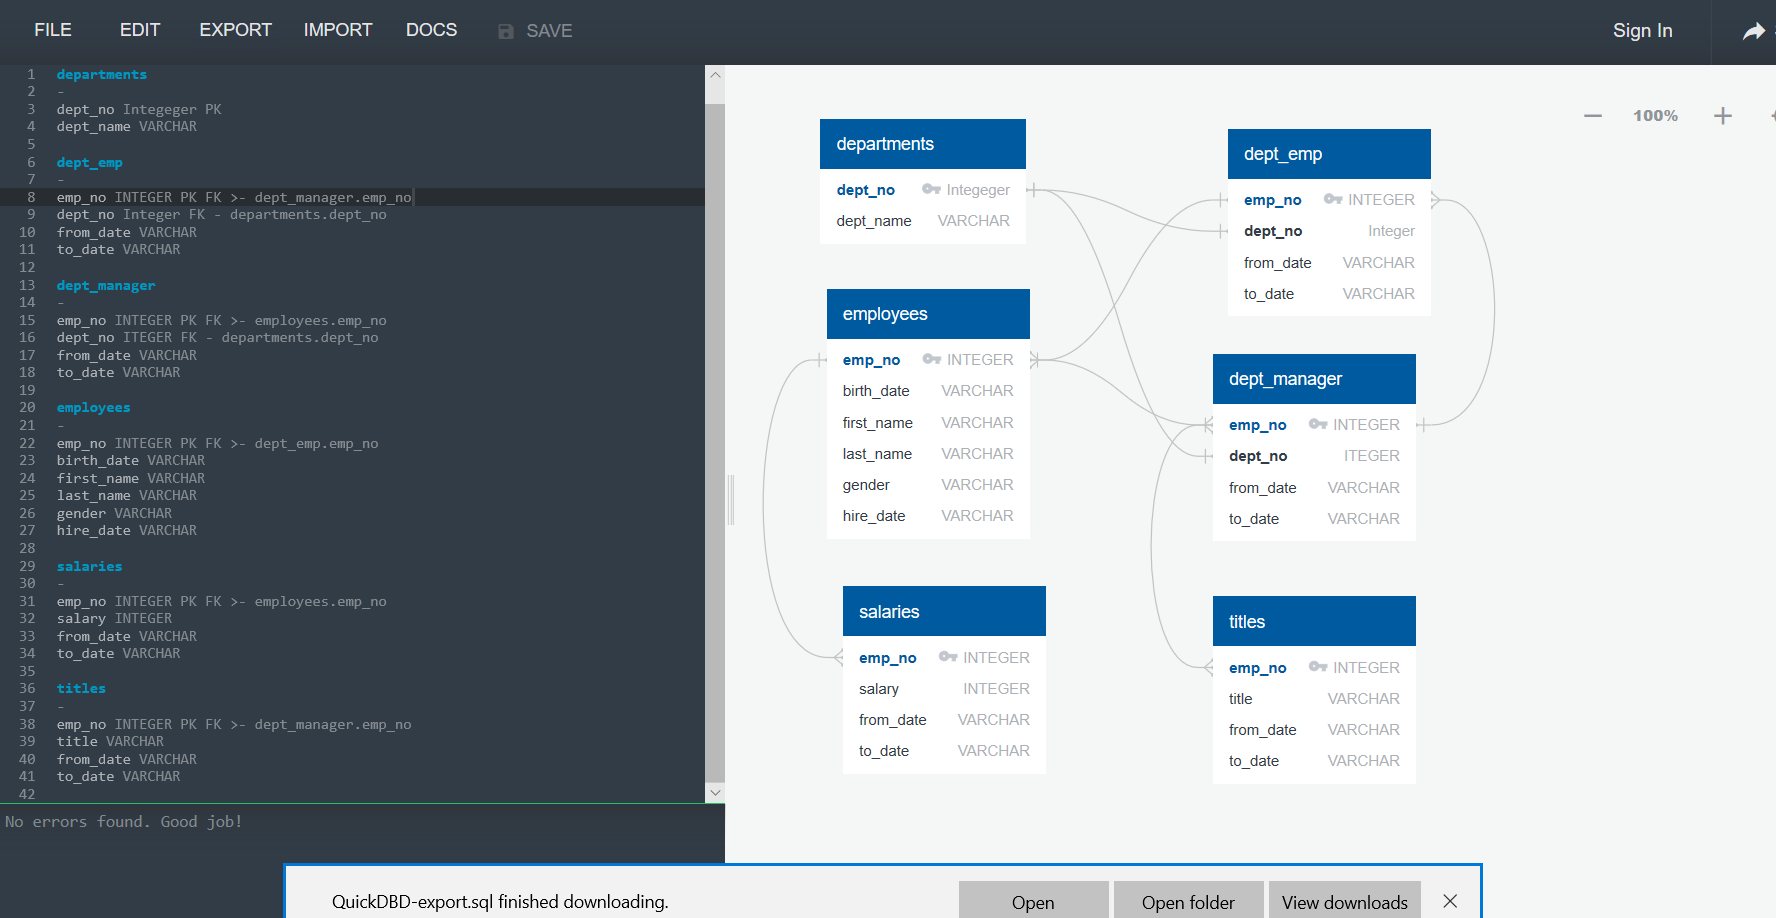 FILE EDIT EXPORT IMPORT DOCS SAVE Sign In
1 departments
2 -
3 dept_no Integeger PK
4 dept_name VARCHAR
5
6 dept_emp
7 -
8 emp_no INTEGER PK FK >- dept_manager.emp_no
9 dept_no Integer FK - departments.dept_no
10 from_date VARCHAR
11 to_date VARCHAR
12
13 dept_manager
14 -
15 emp_no INTEGER PK FK >- employees.emp_no
16 dept_no ITEGER FK - departments.dept_no
17 from_date VARCHAR
18 to_date VARCHAR
19
20 employees
21 -
22 emp_no INTEGER PK FK >- dept_emp.emp_no
23 birth_date VARCHAR
24 first_name VARCHAR
25 last_name VARCHAR
26 gender VARCHAR
27 hire_date VARCHAR
28
29 salaries
30 -
31 emp_no INTEGER PK FK >- employees.emp_no
32 salary INTEGER
33 from_date VARCHAR
34 to_date VARCHAR
35
36 titles
37 -
38 emp_no INTEGER PK FK >- dept_manager.emp_no
39 title VARCHAR
40 from_date VARCHAR
41 to_date VARCHAR
42
No errors found. Good job!
100%
departments
dept_no Integeger
dept_name VARCHAR
dept_emp
emp_no INTEGER
dept_no Integer
from_date VARCHAR
to_date VARCHAR
employees
emp_no INTEGER
birth_date VARCHAR
first_name VARCHAR
last_name VARCHAR
gender VARCHAR
hire_date VARCHAR
dept_manager
emp_no INTEGER
dept_no ITEGER
from_date VARCHAR
to_date VARCHAR
salaries
emp_no INTEGER
salary INTEGER
from_date VARCHAR
to_date VARCHAR
titles
emp_no INTEGER
title VARCHAR
from_date VARCHAR
to_date VARCHAR
QuickDBD-export.sql finished downloading. Open Open folder View downloads